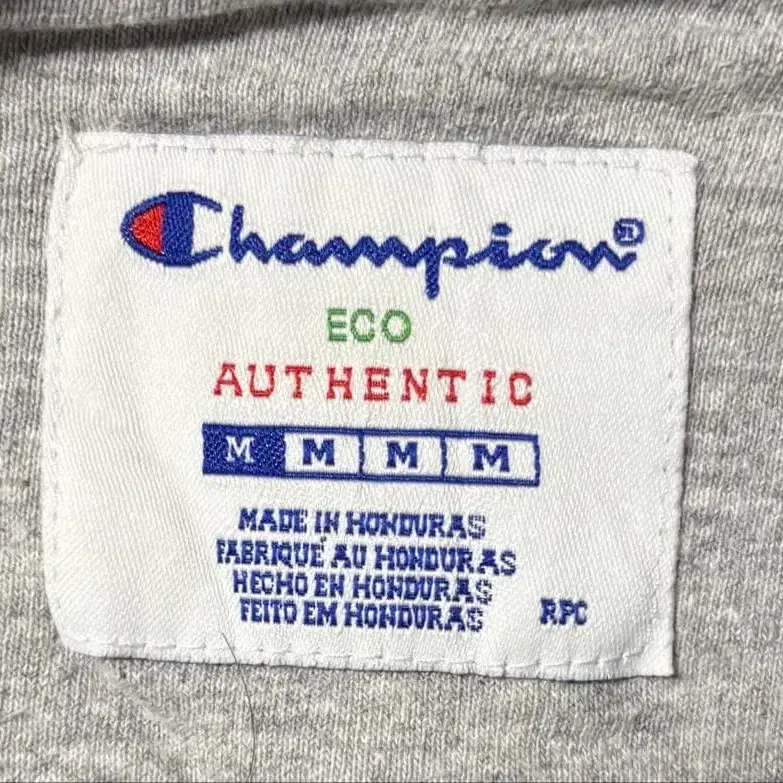 Champion®
ECO
AUTHENTIC
M M M M
MADE IN HONDURAS
FABRIQUÉ AU HONDURAS
HECHO EN HONDURAS
FEITO EM HONDURAS RPC